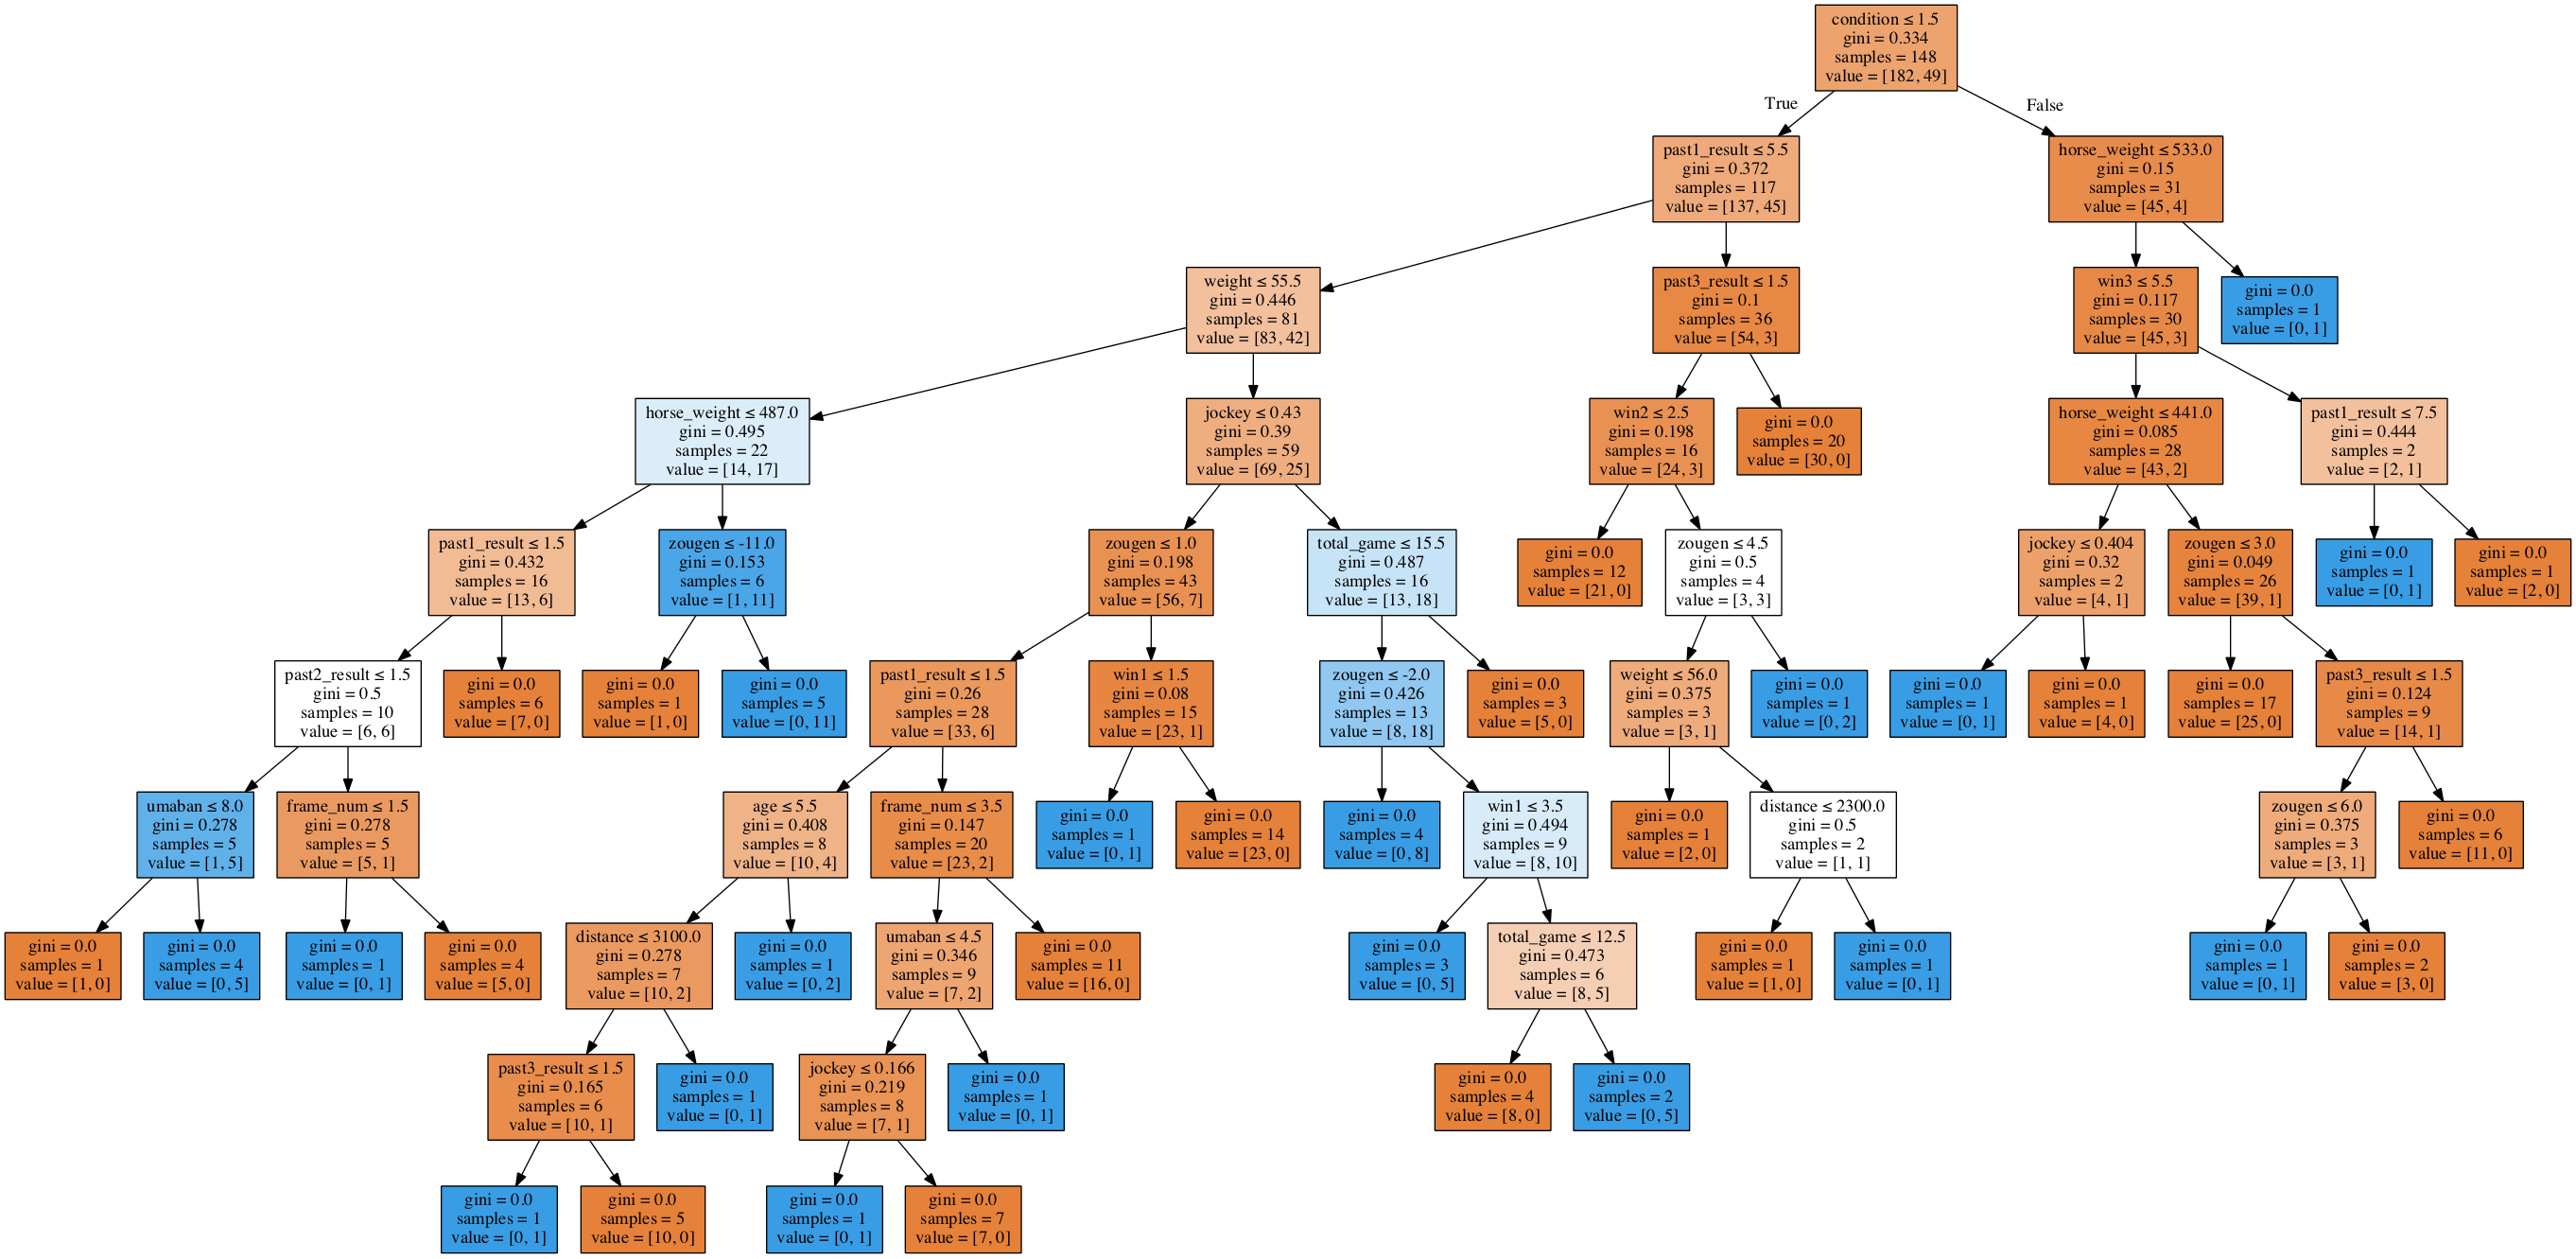 condition ≤ 1.5
gini = 0.334
samples = 148
value = [182, 49]
True
False
past1_result ≤ 5.5
gini = 0.372
samples = 117
value = [137, 45]
horse_weight ≤ 533.0
gini = 0.15
samples = 31
value = [45, 4]
weight ≤ 55.5
gini = 0.446
samples = 81
value = [83, 42]
past3_result ≤ 1.5
gini = 0.1
samples = 36
value = [54, 3]
win3 ≤ 5.5
gini = 0.117
samples = 30
value = [45, 3]
gini = 0.0
samples = 1
value = [0, 1]
horse_weight ≤ 487.0
gini = 0.495
samples = 22
value = [14, 17]
jockey ≤ 0.43
gini = 0.39
samples = 59
value = [69, 25]
win2 ≤ 2.5
gini = 0.198
samples = 16
value = [24, 3]
gini = 0.0
samples = 20
value = [30, 0]
horse_weight ≤ 441.0
gini = 0.085
samples = 28
value = [43, 2]
past1_result ≤ 7.5
gini = 0.444
samples = 2
value = [2, 1]
past1_result ≤ 1.5
gini = 0.432
samples = 16
value = [13, 6]
zougen ≤ -11.0
gini = 0.153
samples = 6
value = [1, 11]
zougen ≤ 1.0
gini = 0.198
samples = 43
value = [56, 7]
total_game ≤ 15.5
gini = 0.487
samples = 16
value = [13, 18]
gini = 0.0
samples = 12
value = [21, 0]
zougen ≤ 4.5
gini = 0.5
samples = 4
value = [3, 3]
jockey ≤ 0.404
gini = 0.32
samples = 2
value = [4, 1]
zougen ≤ 3.0
gini = 0.049
samples = 26
value = [39, 1]
gini = 0.0
samples = 1
value = [0, 1]
gini = 0.0
samples = 1
value = [2, 0]
past2_result ≤ 1.5
gini = 0.5
samples = 10
value = [6, 6]
gini = 0.0
samples = 6
value = [7, 0]
gini = 0.0
samples = 1
value = [1, 0]
gini = 0.0
samples = 5
value = [0, 11]
past1_result ≤ 1.5
gini = 0.26
samples = 28
value = [33, 6]
win1 ≤ 1.5
gini = 0.08
samples = 15
value = [23, 1]
zougen ≤ -2.0
gini = 0.426
samples = 13
value = [8, 18]
gini = 0.0
samples = 3
value = [5, 0]
weight ≤ 56.0
gini = 0.375
samples = 3
value = [3, 1]
gini = 0.0
samples = 1
value = [0, 2]
gini = 0.0
samples = 1
value = [0, 1]
gini = 0.0
samples = 1
value = [4, 0]
gini = 0.0
samples = 17
value = [25, 0]
past3_result ≤ 1.5
gini = 0.124
samples = 9
value = [14, 1]
umaban ≤ 8.0
gini = 0.278
samples = 5
value = [1, 5]
frame_num ≤ 1.5
gini = 0.278
samples = 5
value = [5, 1]
age ≤ 5.5
gini = 0.408
samples = 8
value = [10, 4]
frame_num ≤ 3.5
gini = 0.147
samples = 20
value = [23, 2]
gini = 0.0
samples = 1
value = [0, 1]
gini = 0.0
samples = 14
value = [23, 0]
gini = 0.0
samples = 4
value = [0, 8]
win1 ≤ 3.5
gini = 0.494
samples = 9
value = [8, 10]
gini = 0.0
samples = 1
value = [2, 0]
distance ≤ 2300.0
gini = 0.5
samples = 2
value = [1, 1]
zougen ≤ 6.0
gini = 0.375
samples = 3
value = [3, 1]
gini = 0.0
samples = 6
value = [11, 0]
gini = 0.0
samples = 1
value = [1, 0]
gini = 0.0
samples = 4
value = [0, 5]
gini = 0.0
samples = 1
value = [0, 1]
gini = 0.0
samples = 4
value = [5, 0]
distance ≤ 3100.0
gini = 0.278
samples = 7
value = [10, 2]
gini = 0.0
samples = 1
value = [0, 2]
umaban ≤ 4.5
gini = 0.346
samples = 9
value = [7, 2]
gini = 0.0
samples = 11
value = [16, 0]
gini = 0.0
samples = 3
value = [0, 5]
total_game ≤ 12.5
gini = 0.473
samples = 6
value = [8, 5]
gini = 0.0
samples = 1
value = [1, 0]
gini = 0.0
samples = 1
value = [0, 1]
gini = 0.0
samples = 1
value = [0, 1]
gini = 0.0
samples = 2
value = [3, 0]
past3_result ≤ 1.5
gini = 0.165
samples = 6
value = [10, 1]
gini = 0.0
samples = 1
value = [0, 1]
jockey ≤ 0.166
gini = 0.219
samples = 8
value = [7, 1]
gini = 0.0
samples = 1
value = [0, 1]
gini = 0.0
samples = 4
value = [8, 0]
gini = 0.0
samples = 2
value = [0, 5]
gini = 0.0
samples = 1
value = [0, 1]
gini = 0.0
samples = 5
value = [10, 0]
gini = 0.0
samples = 1
value = [0, 1]
gini = 0.0
samples = 7
value = [7, 0]